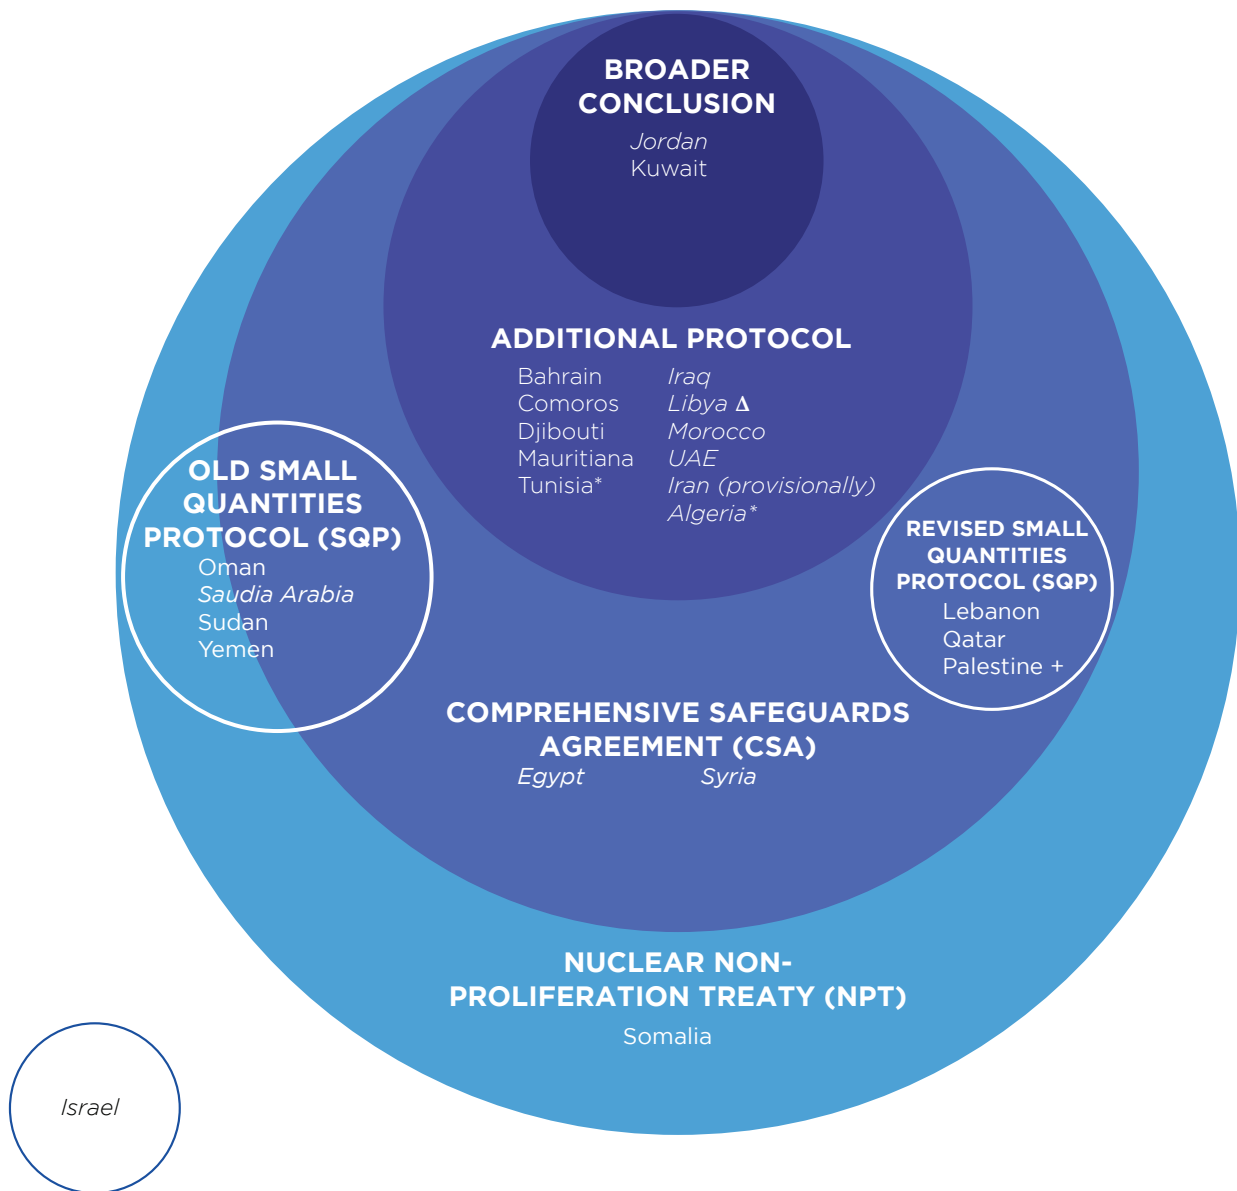 BROADER
CONCLUSION
Jordan
Kuwait
ADDITIONAL PROTOCOL
Bahrain
Comoros
Djibouti
Mauritiana
Tunisia*
Iraq
Libya Δ
Morocco
UAE
Iran (provisionally)
Algeria*
OLD SMALL
QUANTITIES
PROTOCOL (SQP)
Oman
Saudia Arabia
Sudan
Yemen
REVISED SMALL
QUANTITIES
PROTOCOL (SQP)
Lebanon
Qatar
Palestine +
COMPREHENSIVE SAFEGUARDS
AGREEMENT (CSA)
Egypt
Syria
NUCLEAR NON-
PROLIFERATION TREATY (NPT)
Somalia
Israel